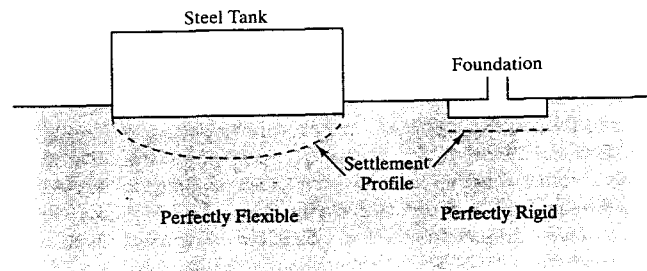 Steel Tank
Foundation
Settlement
Profile
Perfectly Flexible
Perfectly Rigid